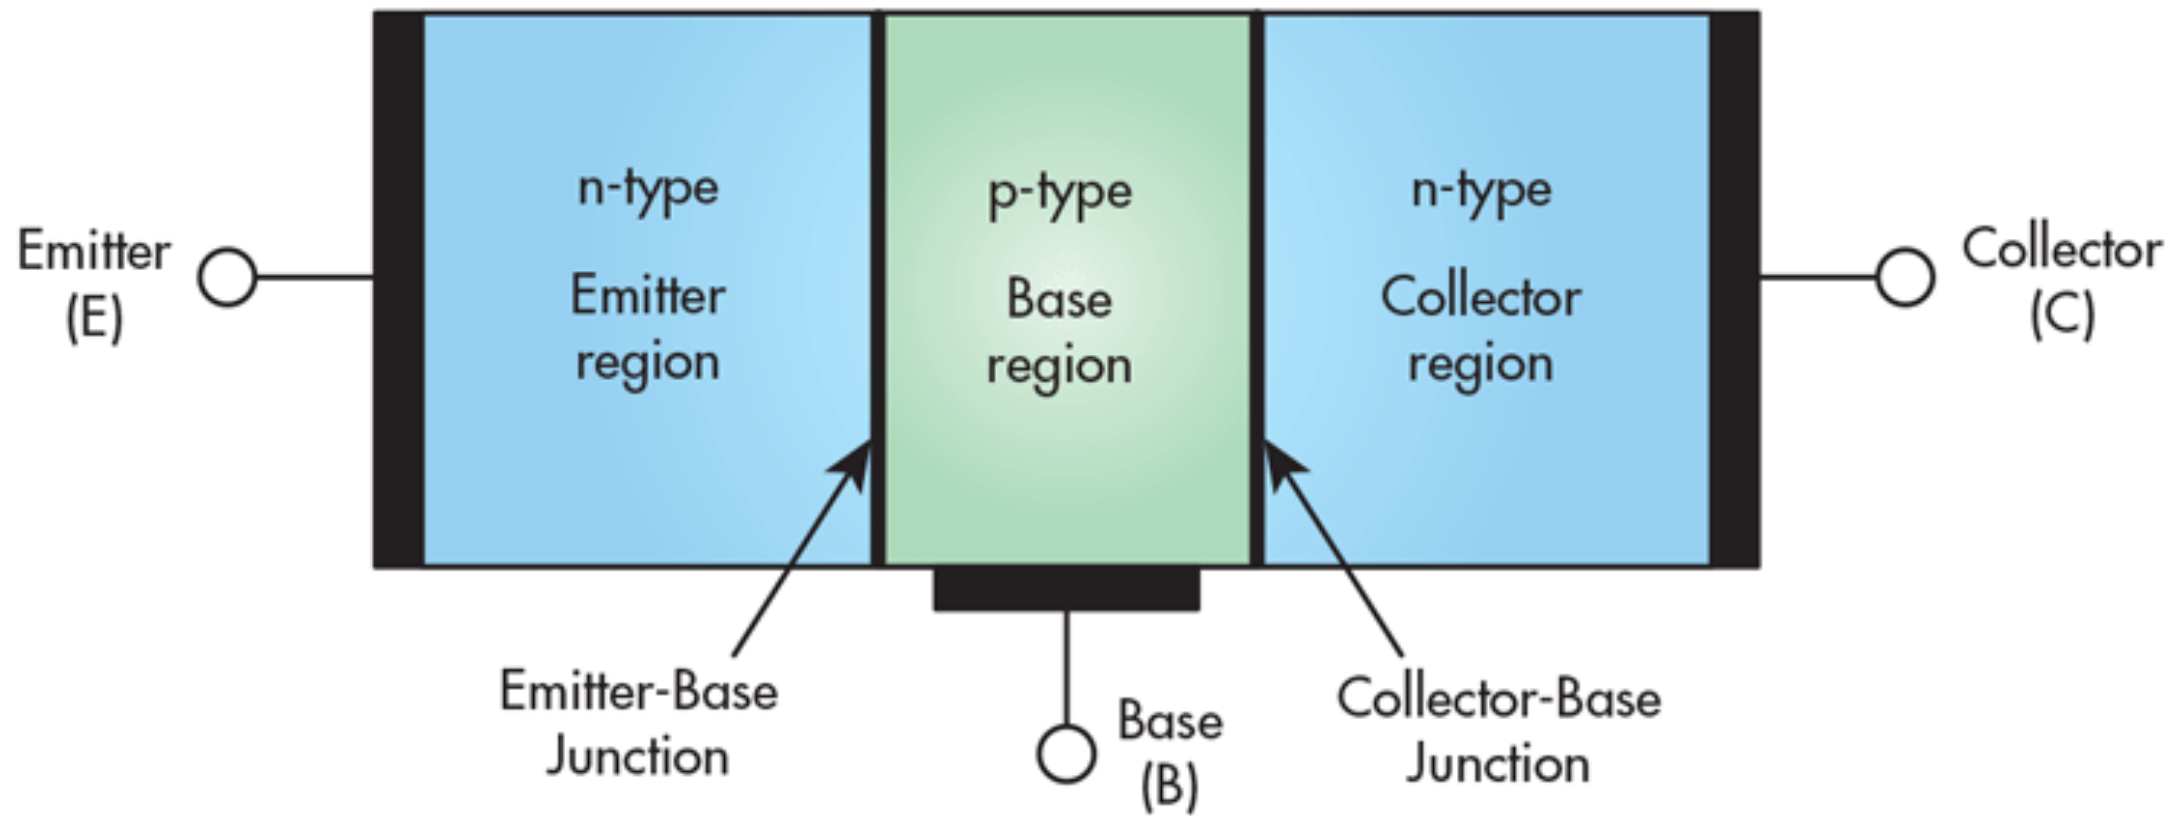 n-type
Emitter
region
p-type
Base
region
n-type
Collector
region
Emitter
(E)
Collector
(C)
Emitter-Base
Junction
Base
(B)
Collector-Base
Junction